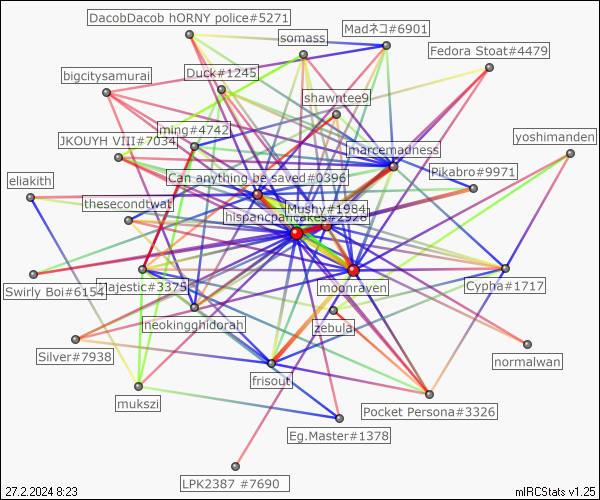 DacobDacob hORNY police#5271
Madネコ#6901
somass
Fedora Stoat#4479
bigcitysamurai
Duck#1245
shawntee9
ming#4742
yoshimanden
JKOUYH VIII#7034
marcemadness
Pikabro#9971
eliakith
Can anything be saved#0396
thesecondtwat
Mushy#1984
hispancpancakes#2926
Swirly Boi#6154
Majestic#3375
moonraven
Cypha#1717
neokingghidorah
zebula
Silver#7938
normalwan
frisout
mukszi
Pocket Persona#3326
Eg.Master#1378
LPK2387 #7690
27.2.2024 8:23
mIRCStats v1.25